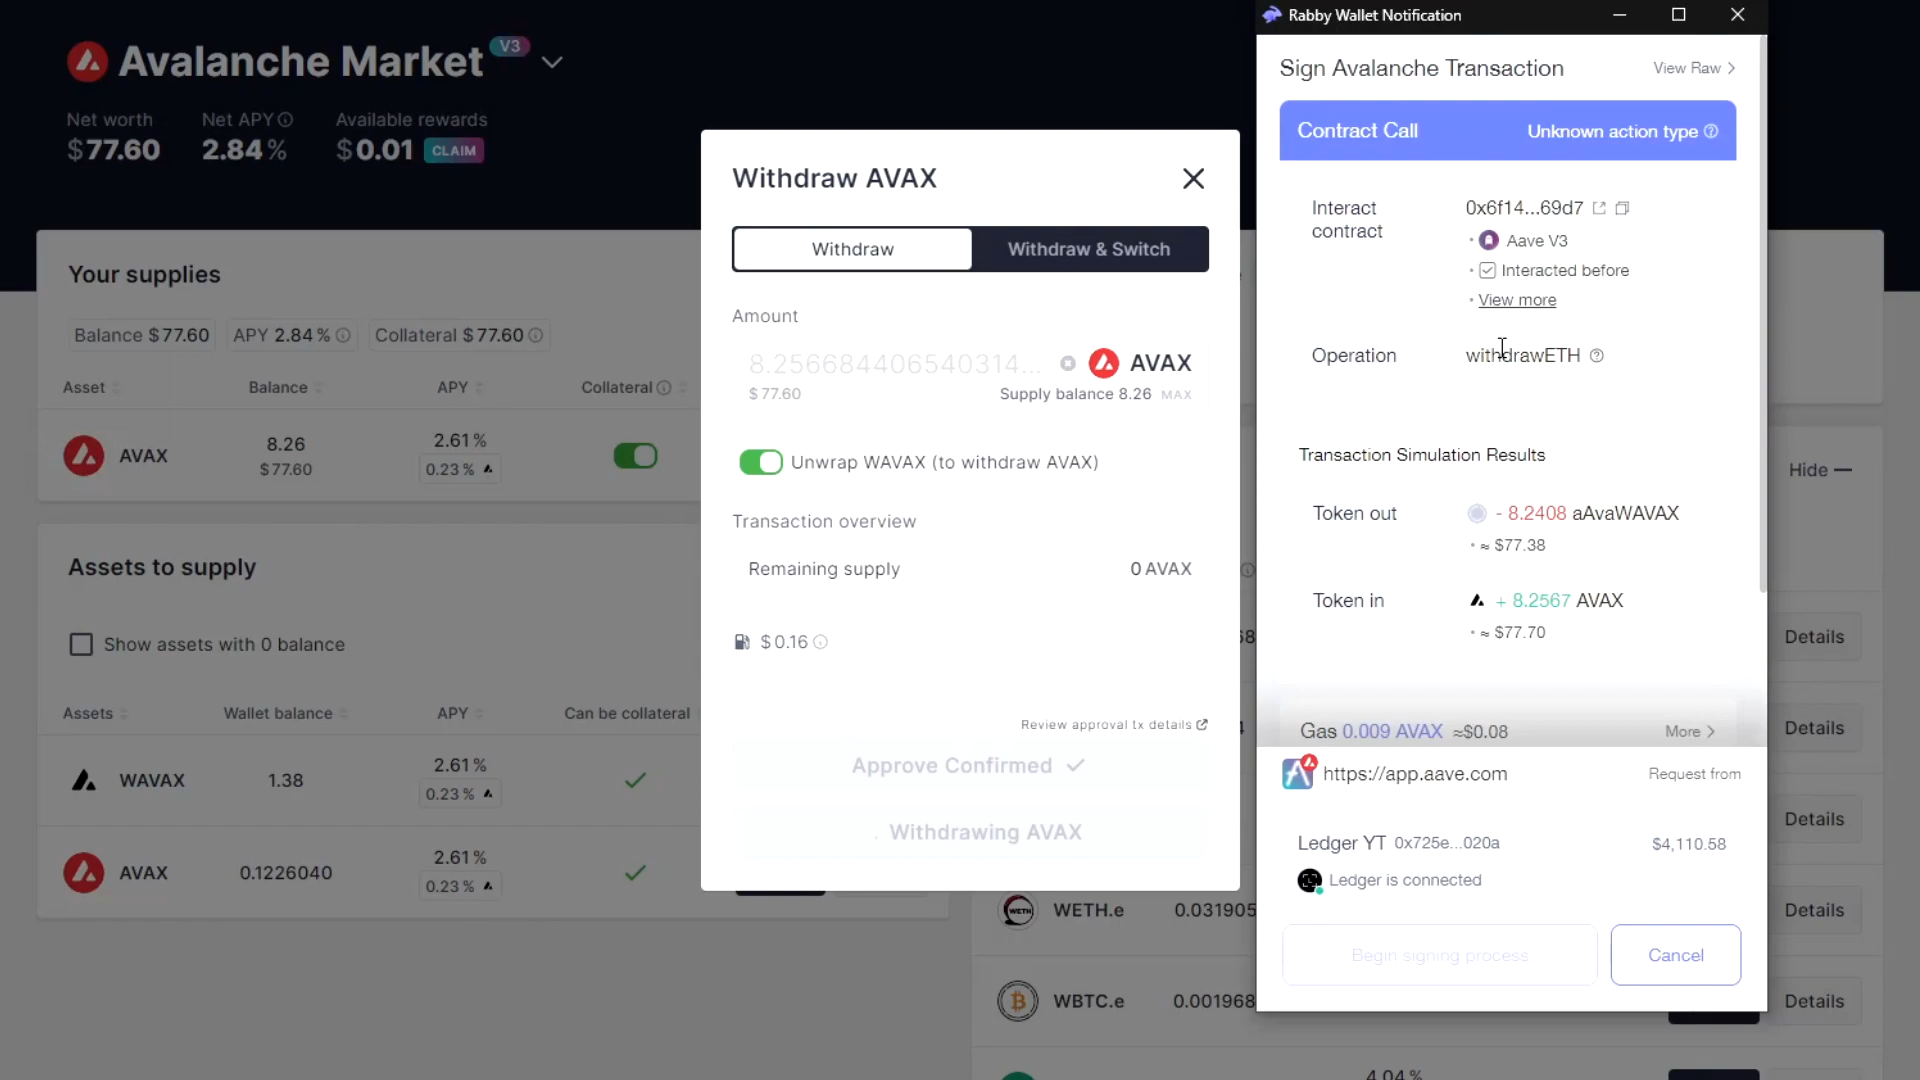 Avalanche Market V3
Net worth
$77.60
Net APY
2.84%
Available rewards
$0.01 CLAIM
Your supplies
Balance $77.60
APY 2.84%
Collateral $77.60
Asset Balance APY Collateral
AVAX 8.26 2.61%
$77.60 0.23%
Assets to supply
Show assets with 0 balance
Assets Wallet balance APY Can be collateral
WAVAX 1.38 2.61%
0.23%
AVAX 0.1226040 2.61%
0.23%
Withdraw AVAX
Withdraw
Withdraw & Switch
Amount
8.256684406540314... AVAX
$77.60 Supply balance 8.26 MAX
Unwrap WAVAX (to withdraw AVAX)
Transaction overview
Remaining supply 0 AVAX
$0.16
Review approval tx details
Approve Confirmed
Withdrawing AVAX
Hide
Details
Details
Details
WETH.e 0.031905 Details
WBTC.e 0.001968 Details
4.04%
Rabby Wallet Notification
Sign Avalanche Transaction View Raw >
Contract Call Unknown action type
Interact contract 0x6f14...69d7
Aave V3
Interacted before
View more
Operation withdrawETH
Transaction Simulation Results
Token out - 8.2408 aAvaWAVAX
≈ $77.38
Token in + 8.2567 AVAX
≈ $77.70
Gas 0.009 AVAX ≈$0.08 More >
https://app.aave.com Request from
Ledger YT 0x725e...020a $4,110.58
Ledger is connected
Begin signing process
Cancel